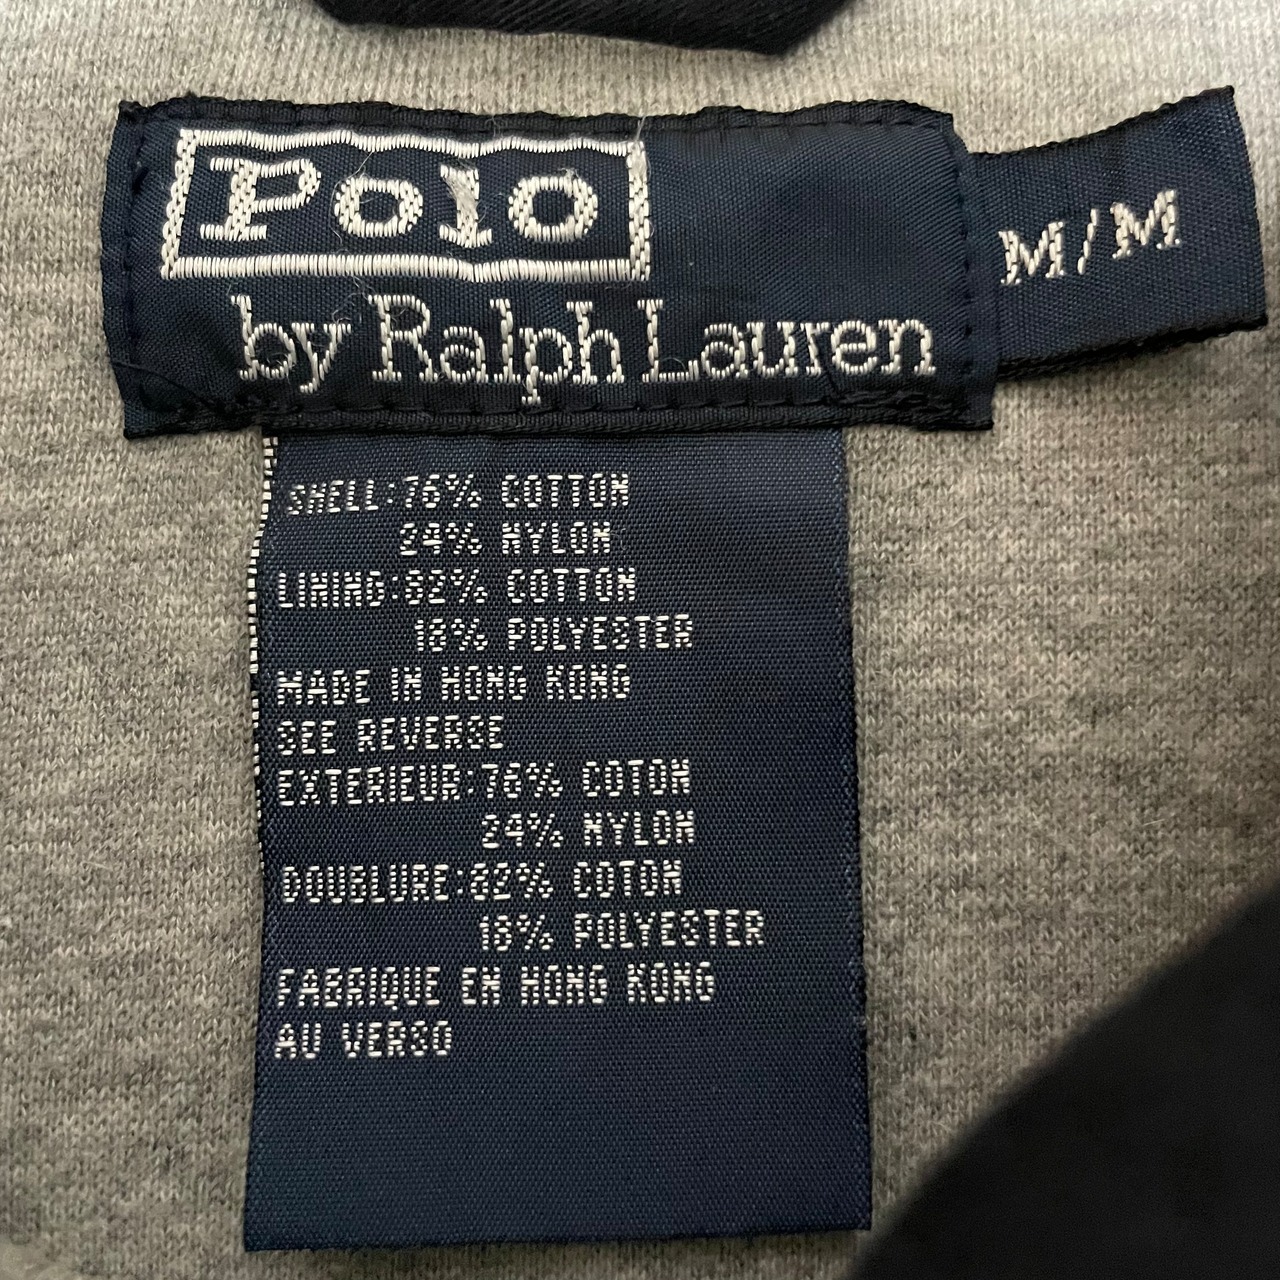 Polo
by Ralph Lauren
M/M
SHELL:76% COTTON
24% NYLON
LINING:82% COTTON
18% POLYESTER
MADE IN HONG KONG
SEE REVERSE
EXTERIEUR:76% COTON
24% NYLON
DOUBLURE:82% COTON
18% POLYESTER
FABRIQUE EN HONG KONG
AU VERSO